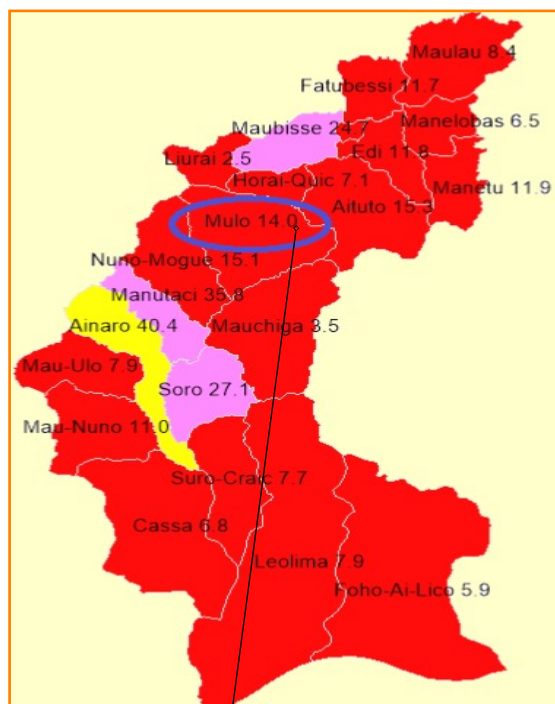 Maulau 8.4
Fatubessi 11.7
Maubisse 24.7
Manelobas 6.5
Edi 11.8
Liurai 2.5
Horai-Quic 7.1
Manetu 11.9
Aituto 15.3
Mulo 14.0
Nuno-Mogue 15.1
Manutaci 35.8
Ainaro 40.4
Mauchiga 3.5
Mau-Ulo 7.9
Soro 27.1
Mau-Nuno 11.0
Suro-Craic 7.7
Cassa 6.8
Leolima 7.9
Foho-Ai-Lico 5.9